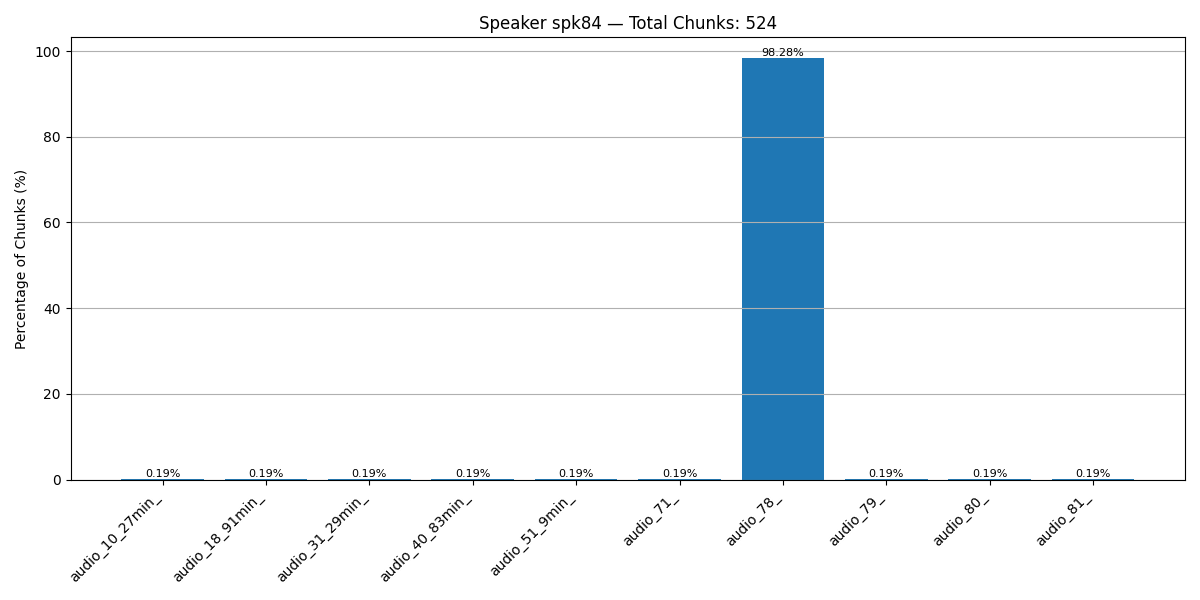 Speaker spk84 — Total Chunks: 524
Percentage of Chunks (%)
100
80
60
40
20
0
0.19%
0.19%
0.19%
0.19%
0.19%
0.19%
98.28%
0.19%
0.19%
0.19%
audio_10_27min_
audio_18_91min_
audio_31_29min_
audio_40_83min_
audio_51_9min_
audio_71_
audio_78_
audio_79_
audio_80_
audio_81_